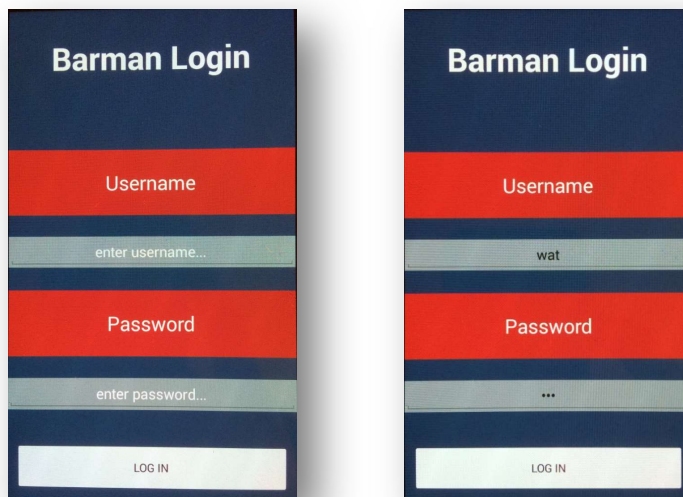 Barman Login
Username
enter username...
Password
enter password...
LOG IN
Barman Login
Username
wat
Password
•••
LOG IN